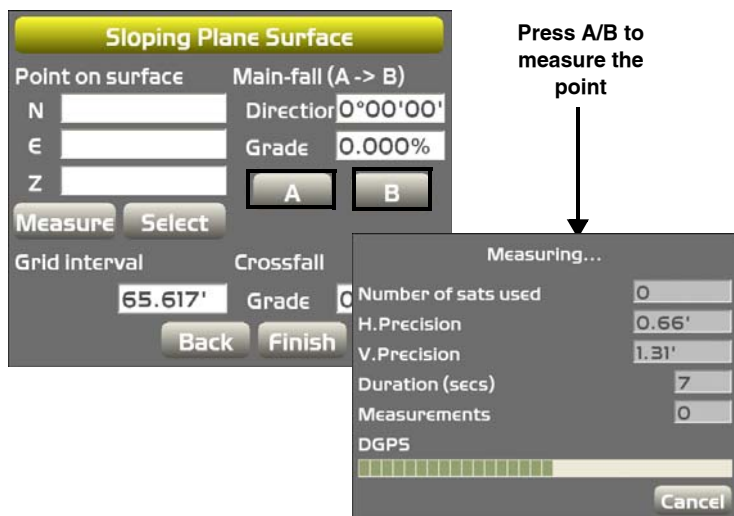 Sloping Plane Surface
Point on surface
N
E
Z
Measure Select
Main-fall (A -> B)
Direction 0°00'00'
Grade 0.000%
A B
Grid interval
65.617'
Crossfall
Grade 0
Back Finish
Press A/B to
measure the
point
Measuring...
Number of sats used 0
H.Precision 0.66'
V.Precision 1.31'
Duration (secs) 7
Measurements 0
DGPS
Cancel